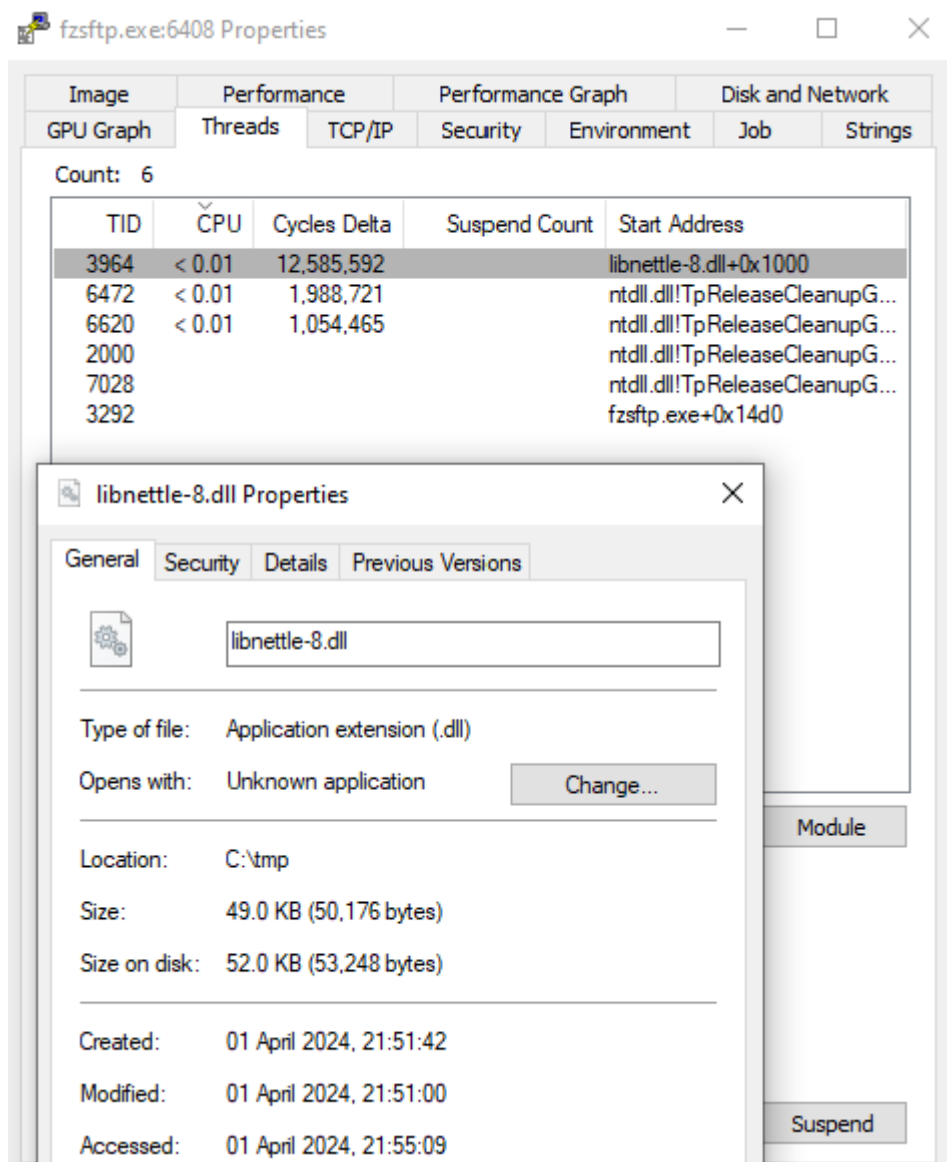 fzsftp.exe:6408 Properties
Image Performance Performance Graph Disk and Network
GPU Graph Threads TCP/IP Security Environment Job Strings
Count: 6
TID CPU Cycles Delta Suspend Count Start Address
3964 < 0.01 12,585,592 libnettle-8.dll+0x1000
6472 < 0.01 1,988,721 ntdll.dll!TpReleaseCleanupG...
6620 < 0.01 1,054,465 ntdll.dll!TpReleaseCleanupG...
2000 ntdll.dll!TpReleaseCleanupG...
7028 ntdll.dll!TpReleaseCleanupG...
3292 fzsftp.exe+0x14d0
libnettle-8.dll Properties
General Security Details Previous Versions
libnettle-8.dll
Type of file: Application extension (.dll)
Opens with: Unknown application Change...
Module
Location: C:\tmp
Size: 49.0 KB (50,176 bytes)
Size on disk: 52.0 KB (53,248 bytes)
Created: 01 April 2024, 21:51:42
Modified: 01 April 2024, 21:51:00
Suspend
Accessed: 01 April 2024, 21:55:09